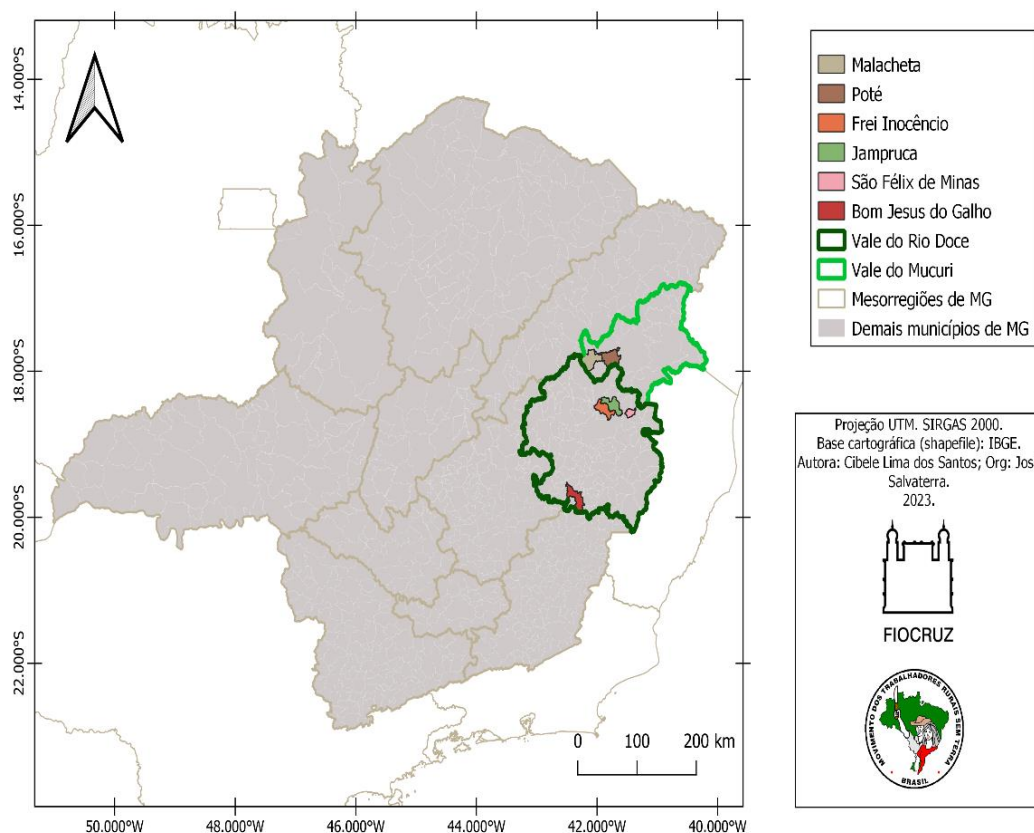 14.000°S
16.000°S
18.000°S
20.000°S
22.000°S
50.000°W
48.000°W
46.000°W
44.000°W
42.000°W
40.000°W
0 100 200 km
Malacheta
Poté
Frei Inocêncio
Jampruca
São Félix de Minas
Bom Jesus do Galho
Vale do Rio Doce
Vale do Mucuri
Mesorregiões de MG
Demais municípios de MG
Projeção UTM. SIRGAS 2000.
Base cartográfica (shapefile): IBGE.
Autora: Cibele Lima dos Santos; Org: Jos
Salvaterra.
2023.
FIOCRUZ
MOVIMENTO DOS TRABALHADORES RURAIS SEM TERRA
BRASIL